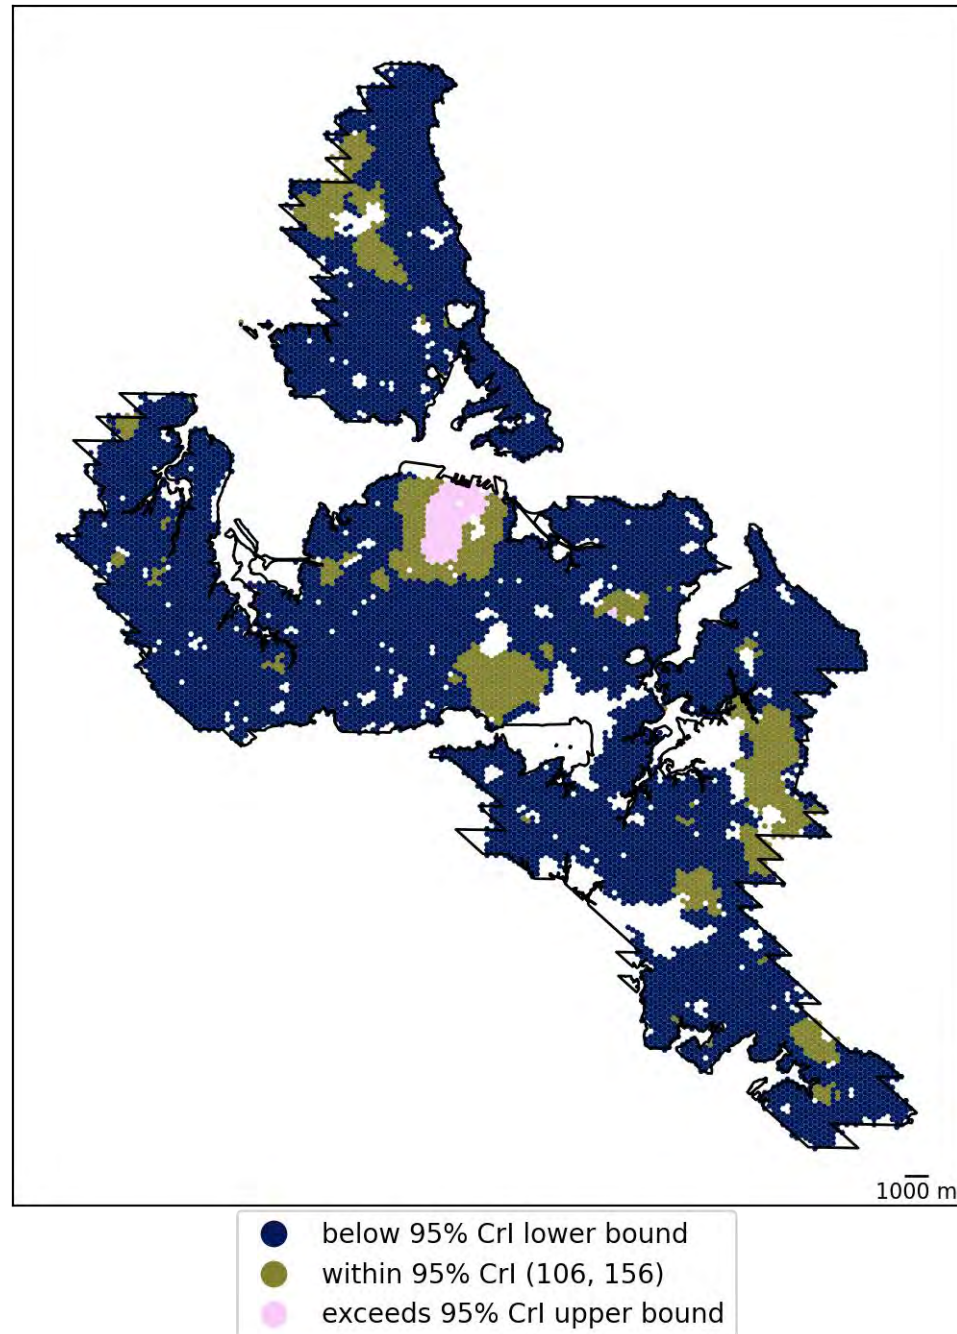 1000 m
below 95% CrI lower bound
within 95% CrI (106, 156)
exceeds 95% CrI upper bound